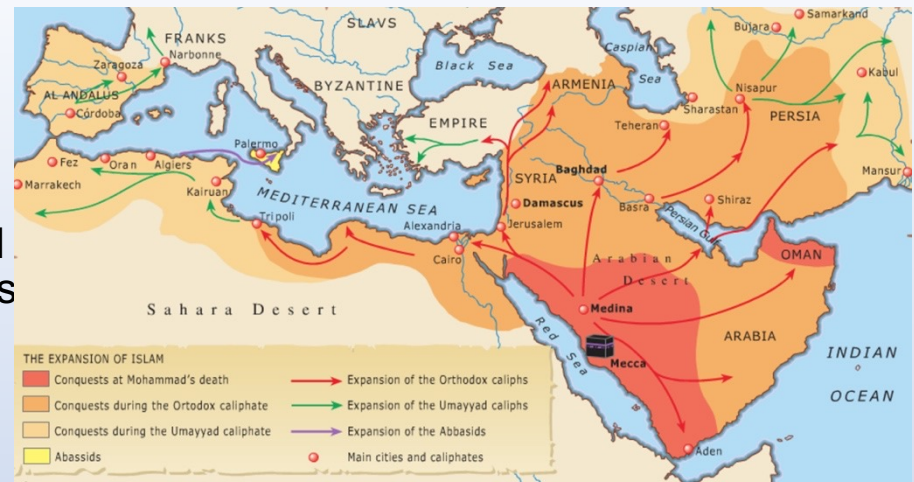 SLAVS
Samarkand
Bujara
FRANKS
Narbonne
Caspian
Sea
Zaragoza
Black Sea
Kabul
BYZANTINE
ARMENIA
Nisapur
AL ANDALUS
Sharastan
Córdoba
EMPIRE
PERSIA
Teheran
Palermo
Fez
Oran
Algiers
Baghdad
SYRIA
Mansur
Marrakech
Kairuan
MEDITERRANEAN SEA
Damascus
Basra
Shiraz
Persian Gulf
Tripoli
Alexandria
Jerusalem
l
Cairo
Arabian
Desert
OMAN
s
Sahara Desert
Medina
Red Sea
ARABIA
Mecca
INDIAN
OCEAN
Aden
THE EXPANSION OF ISLAM
Conquests at Mohammad's death
Conquests during the Ortodox caliphate
Conquests during the Umayyad caliphate
Abassids
Expansion of the Orthodox caliphs
Expansion of the Umayyad caliphs
Expansion of the Abbasids
Main cities and caliphates